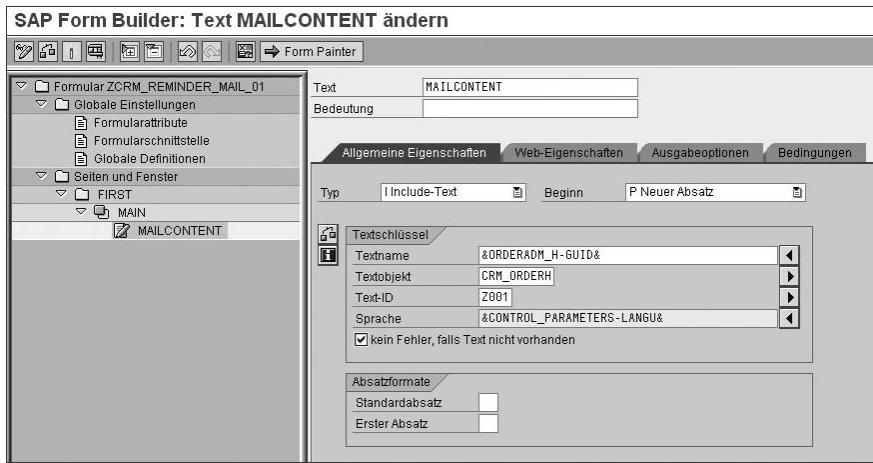 SAP Form Builder: Text MAILCONTENT ändern
Form Painter
Formular ZCRM_REMINDER_MAIL_01
Globale Einstellungen
Formularattribute
Formularschnittstelle
Globale Definitionen
Seiten und Fenster
FIRST
MAIN
MAILCONTENT
Text MAILCONTENT
Bedeutung
Allgemeine Eigenschaften Web-Eigenschaften Ausgabeoptionen Bedingungen
Typ I Include-Text Beginn P Neuer Absatz
Textschlüssel
Textname &ORDERADM_H-GUID&
Textobjekt CRM_ORDERH
Text-ID Z001
Sprache &CONTROL_PARAMETERS-LANGU&
kein Fehler, falls Text nicht vorhanden
Absatzformate
Standardabsatz
Erster Absatz